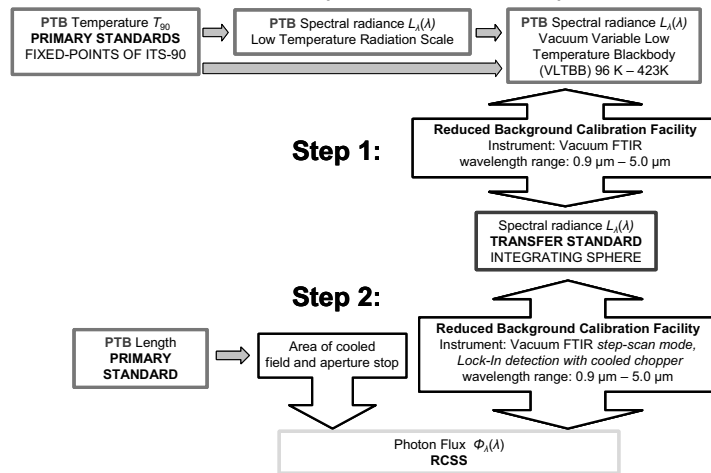 PTB Temperature T90
PRIMARY STANDARDS
FIXED-POINTS OF ITS-90
PTB Spectral radiance Lλ(λ)
Low Temperature Radiation Scale
PTB Spectral radiance Lλ(λ)
Vacuum Variable Low
Temperature Blackbody
(VLTBB) 96 K – 423K
Step 1:
Reduced Background Calibration Facility
Instrument: Vacuum FTIR
wavelength range: 0.9 µm – 5.0 µm
Spectral radiance Lλ(λ)
TRANSFER STANDARD
INTEGRATING SPHERE
Step 2:
PTB Length
PRIMARY
STANDARD
Area of cooled
field and aperture stop
Reduced Background Calibration Facility
Instrument: Vacuum FTIR step-scan mode,
Lock-In detection with cooled chopper
wavelength range: 0.9 µm – 5.0 µm
Photon Flux Φλ(λ)
RCSS